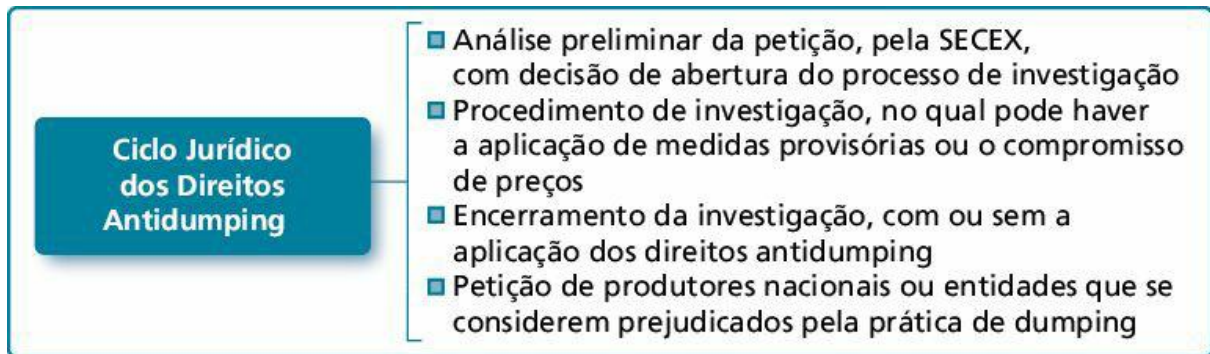 Ciclo Jurídico
dos Direitos
Antidumping
Análise preliminar da petição, pela SECEX,
com decisão de abertura do processo de investigação
Procedimento de investigação, no qual pode haver
a aplicação de medidas provisórias ou o compromisso
de preços
Encerramento da investigação, com ou sem a
aplicação dos direitos antidumping
Petição de produtores nacionais ou entidades que se
considerem prejudicados pela prática de dumping